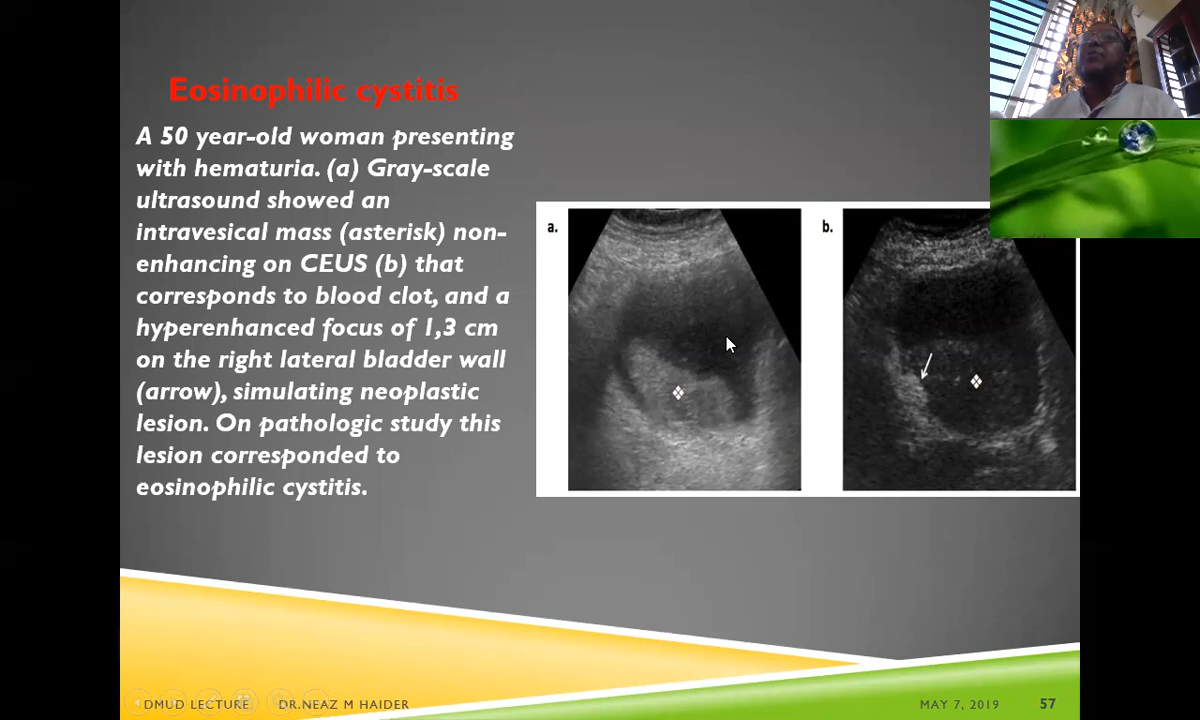 Eosinophilic cystitis
A 50 year-old woman presenting
with hematuria. (a) Gray-scale
ultrasound showed an
intravesical mass (asterisk) non-
enhancing on CEUS (b) that
corresponds to blood clot, and a
hyperenhanced focus of 1,3 cm
on the right lateral bladder wall
(arrow), simulating neoplastic
lesion. On pathologic study this
lesion corresponded to
eosinophilic cystitis.
a.
b.
DMUD LECTURE DR.NEAZ M HAIDER
MAY 7, 2019
57